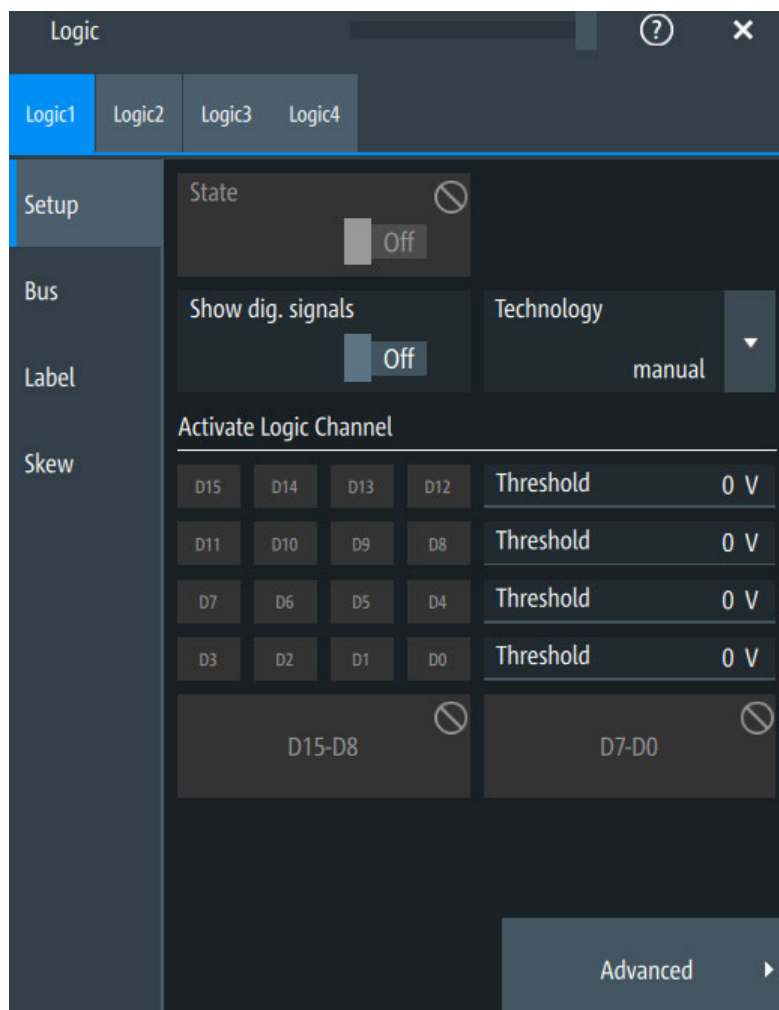 Logic ?
Logic1 Logic2 Logic3 Logic4
Setup
Bus
Label
Skew
State
Off
Show dig. signals
Off
Technology
manual
Activate Logic Channel
D15 D14 D13 D12 Threshold 0 V
D11 D10 D9 D8 Threshold 0 V
D7 D6 D5 D4 Threshold 0 V
D3 D2 D1 D0 Threshold 0 V
D15-D8 D7-D0
Advanced